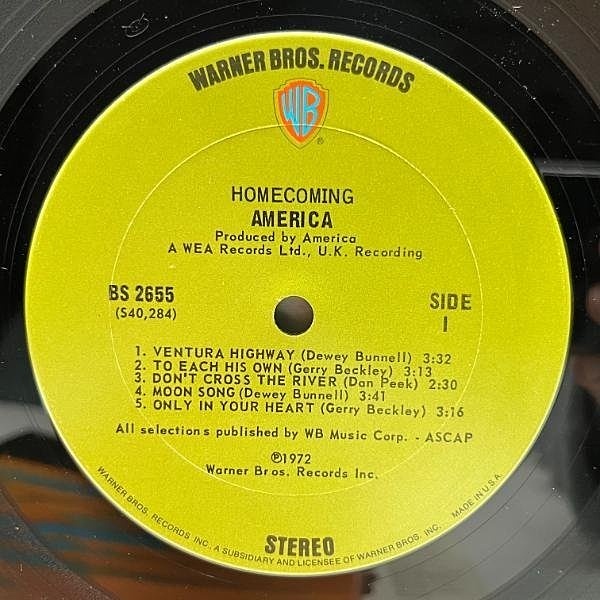 WARNER BROS. RECORDS
WB
®
HOMECOMING
AMERICA
Produced by America
A WEA Records Ltd., U.K. Recording
BS 2655
(S40,284)
SIDE
1
1. VENTURA HIGHWAY (Dewey Bunnell) 3:32
2. TO EACH HIS OWN (Gerry Beckley) 3:13
3. DON'T CROSS THE RIVER (Dan Peek) 2:30
4. MOON SONG (Dewey Bunnell) 3:41
5. ONLY IN YOUR HEART (Gerry Beckley) 3:16
All selections published by WB Music Corp. - ASCAP
℗1972
Warner Bros. Records Inc.
STEREO
WARNER BROS. RECORDS INC. A SUBSIDIARY AND LICENSEE OF WARNER BROS. INC. MADE IN U.S.A.